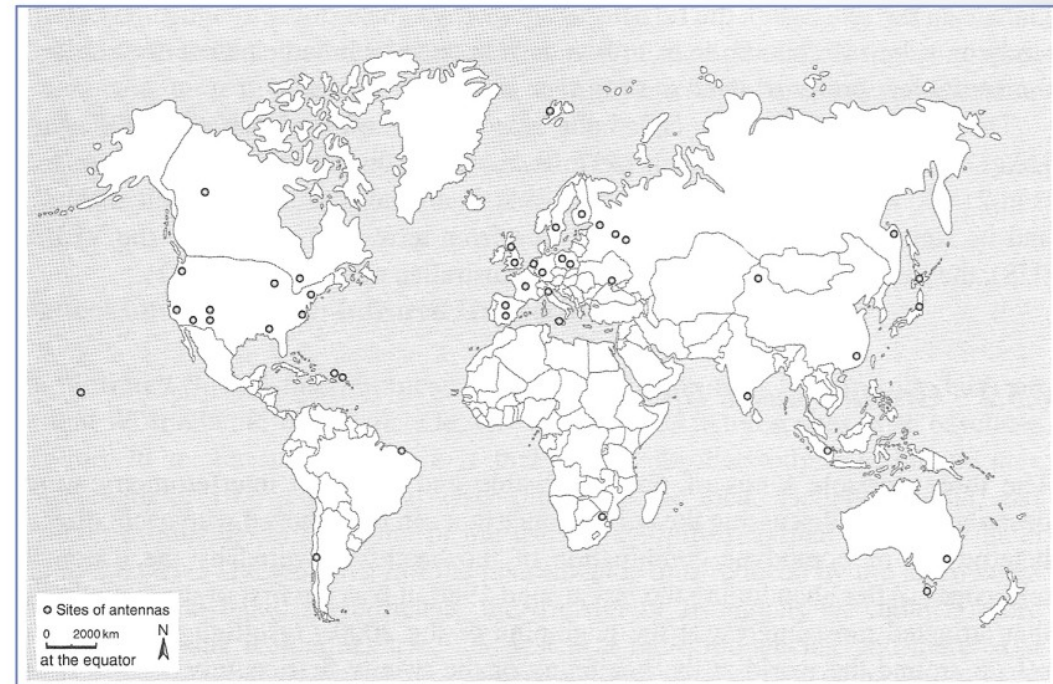 Sites of antennas
0 2000 km
N
at the equator